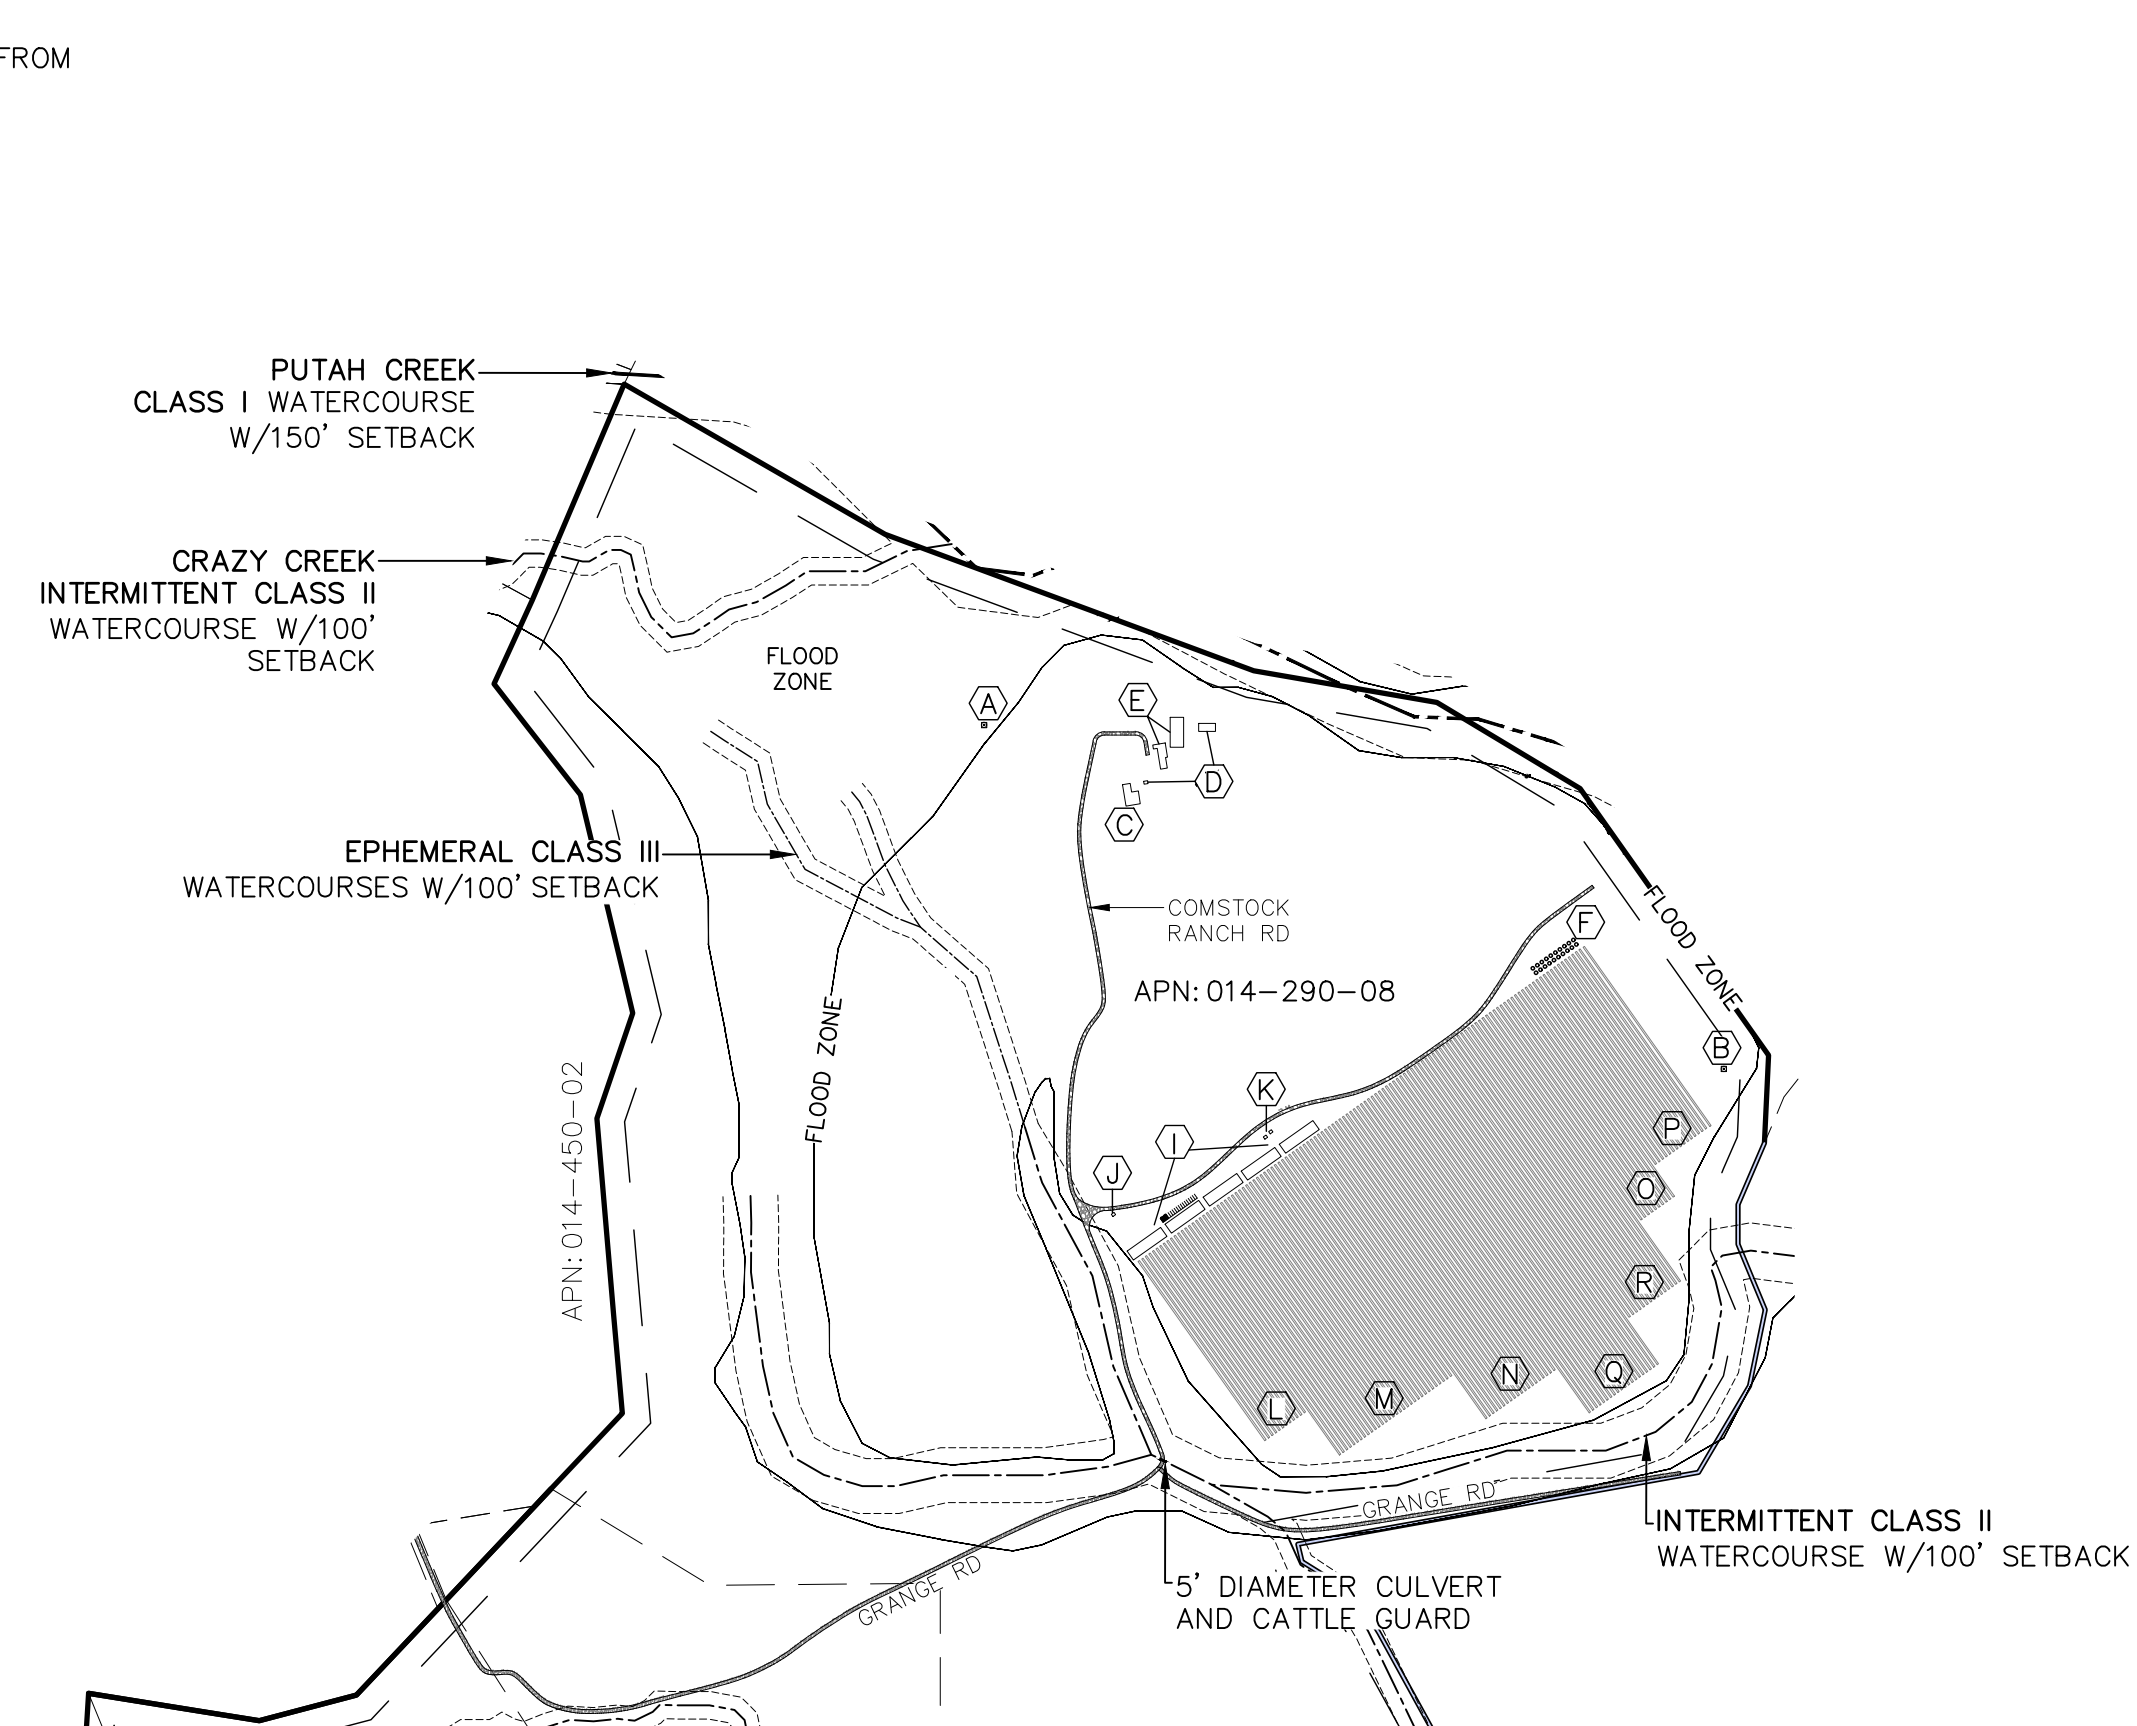 FROM
PUTAH CREEK
CLASS I WATERCOURSE
W/150' SETBACK
CRAZY CREEK
INTERMITTENT CLASS II
WATERCOURSE W/100'
SETBACK
FLOOD
ZONE
A
E
D
C
EPHEMERAL CLASS III
WATERCOURSES W/100' SETBACK
COMSTOCK
RANCH RD
F
FLOOD ZONE
APN: 014-290-08
FLOOD ZONE
B
APN: 014-450-02
K
I
J
P
O
R
Q
N
M
L
GRANGE RD
INTERMITTENT CLASS II
WATERCOURSE W/100' SETBACK
5' DIAMETER CULVERT
AND CATTLE GUARD
GRANGE RD